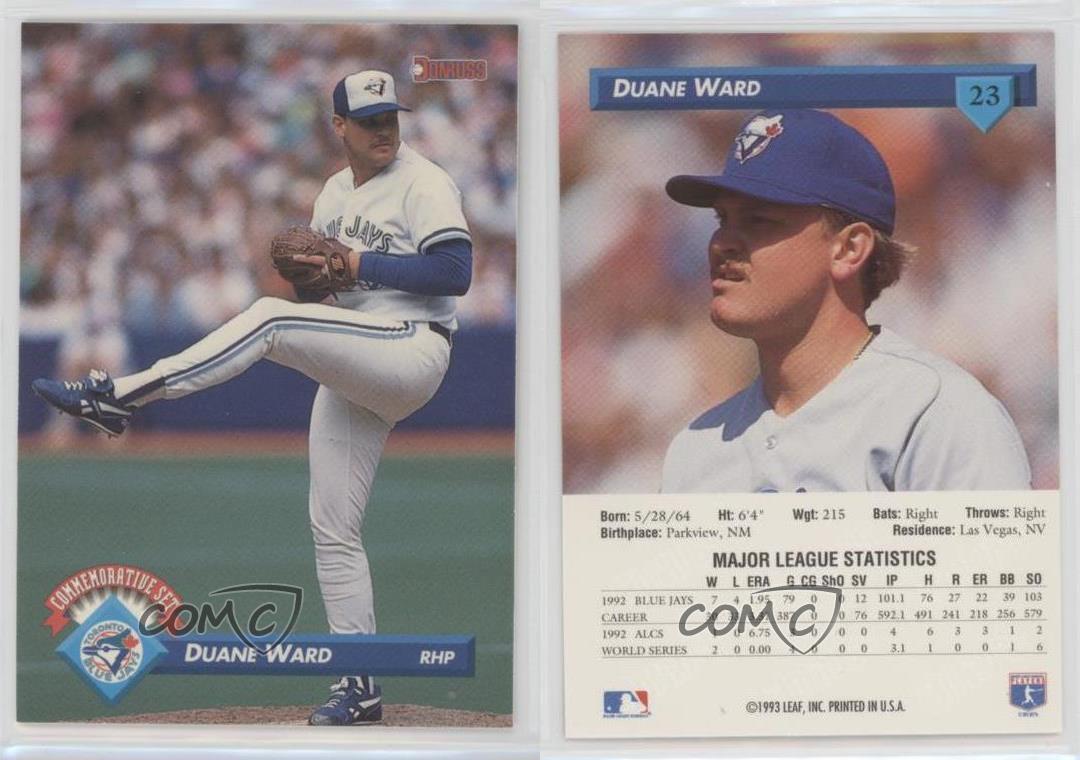 DONRUSS
BLUE JAYS
COMMEMORATIVE SET
TORONTO
BLUE JAYS
DUANE WARD RHP
COMC
DUANE WARD
23
Born: 5/28/64 Ht: 6'4" Wgt: 215 Bats: Right Throws: Right
Birthplace: Parkview, NM Residence: Las Vegas, NV
MAJOR LEAGUE STATISTICS
W L ERA G CG ShO SV IP H R ER BB SO
1992 BLUE JAYS 7 4 1.95 79 0 0 12 101.1 76 27 22 39 103
CAREER 387 0 0 76 592.1 491 241 218 256 579
1992 ALCS 0 6.75 0 0 0 4 6 3 3 1 2
WORLD SERIES 2 0 0.00 4 0 0 0 3.1 1 0 0 1 6
COMC
©1993 LEAF, INC. PRINTED IN U.S.A.